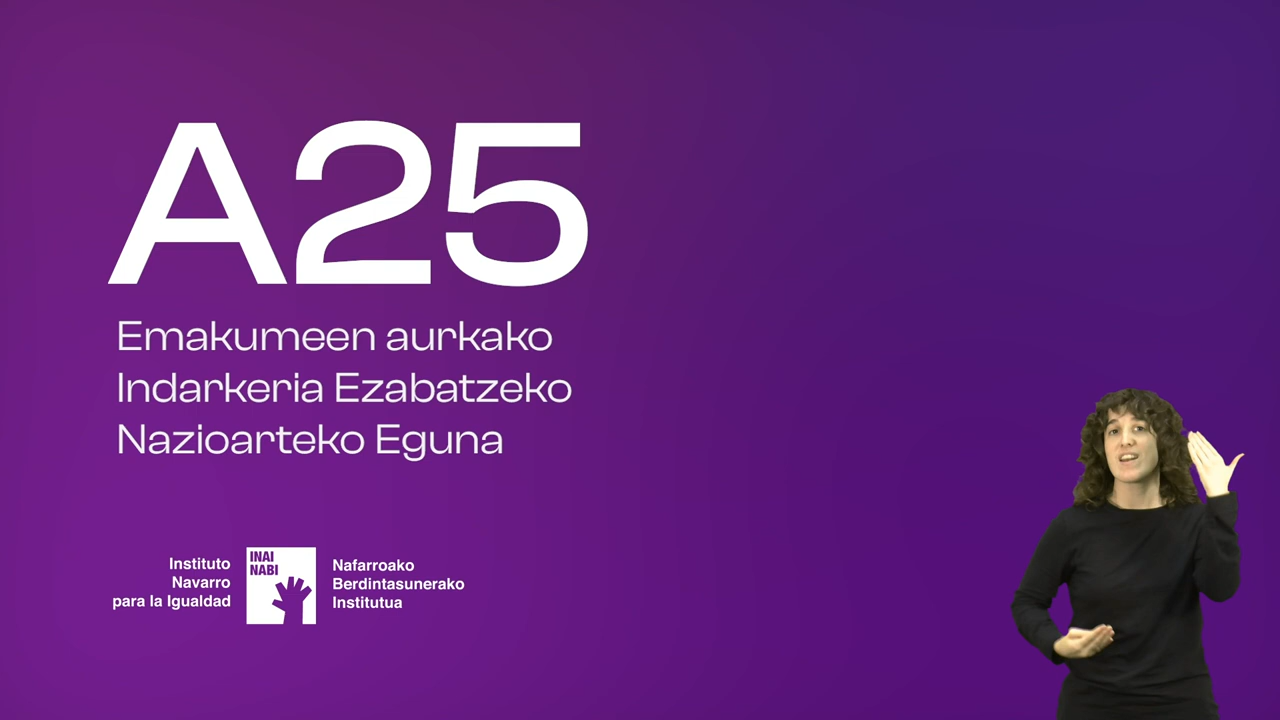 A25
Emakumeen aurkako
Indarkeria Ezabatzeko
Nazioarteko Eguna
Instituto
Navarro
para la Igualdad
INAI
NABI
Nafarroako
Berdintasunerako
Institutua